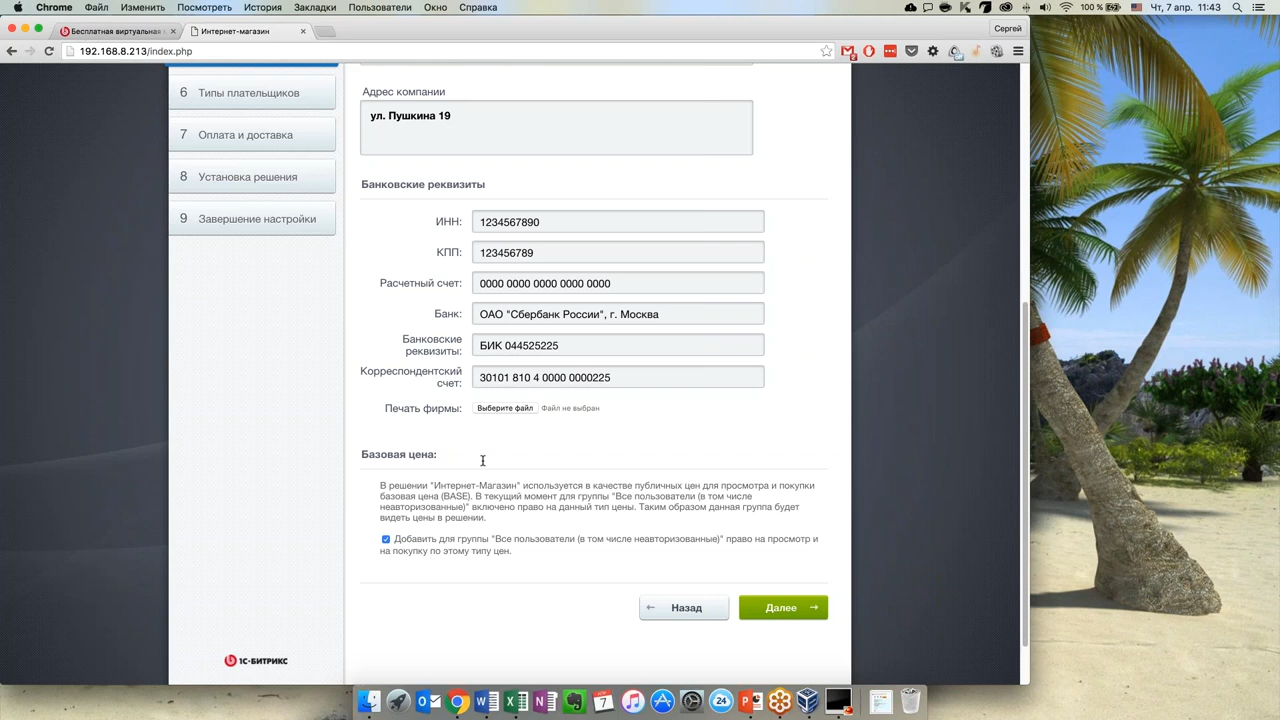 Chrome Файл Изменить Посмотреть История Закладки Пользователи Окно Справка 100 % Чт, 7 апр. 11:43
Бесплатная виртуальная Интернет-магазин Сергей
192.168.8.213/index.php
6 Типы плательщиков
7 Оплата и доставка
8 Установка решения
9 Завершение настройки
Адрес компании
ул. Пушкина 19
Банковские реквизиты
ИНН: 1234567890
КПП: 123456789
Расчетный счет: 0000 0000 0000 0000 0000
Банк: ОАО "Сбербанк России", г. Москва
Банковские
реквизиты: БИК 044525225
Корреспондентский
счет: 30101 810 4 0000 0000225
Печать фирмы: Выберите файл Файл не выбран
Базовая цена:
В решении "Интернет-Магазин" используется в качестве публичных цен для просмотра и покупки
базовая цена (BASE). В текущий момент для группы "Все пользователи (в том числе
неавторизованные)" включено право на данный тип цены. Таким образом данная группа будет
видеть цены в решении.
Добавить для группы "Все пользователи (в том числе неавторизованные)" право на просмотр и
на покупку по этому типу цен.
Назад Далее
1С-БИТРИКС
7 24